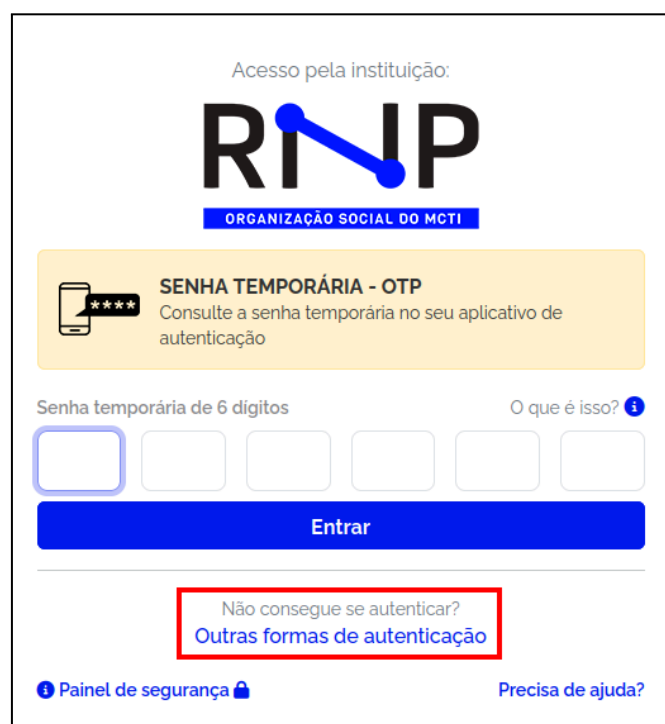 Acesso pela instituição:
RNP
ORGANIZAÇÃO SOCIAL DO MCTI
****
SENHA TEMPORÁRIA - OTP
Consulte a senha temporária no seu aplicativo de
autenticação
Senha temporária de 6 dígitos O que é isso? i
Entrar
Não consegue se autenticar?
Outras formas de autenticação
i Painel de segurança Precisa de ajuda?